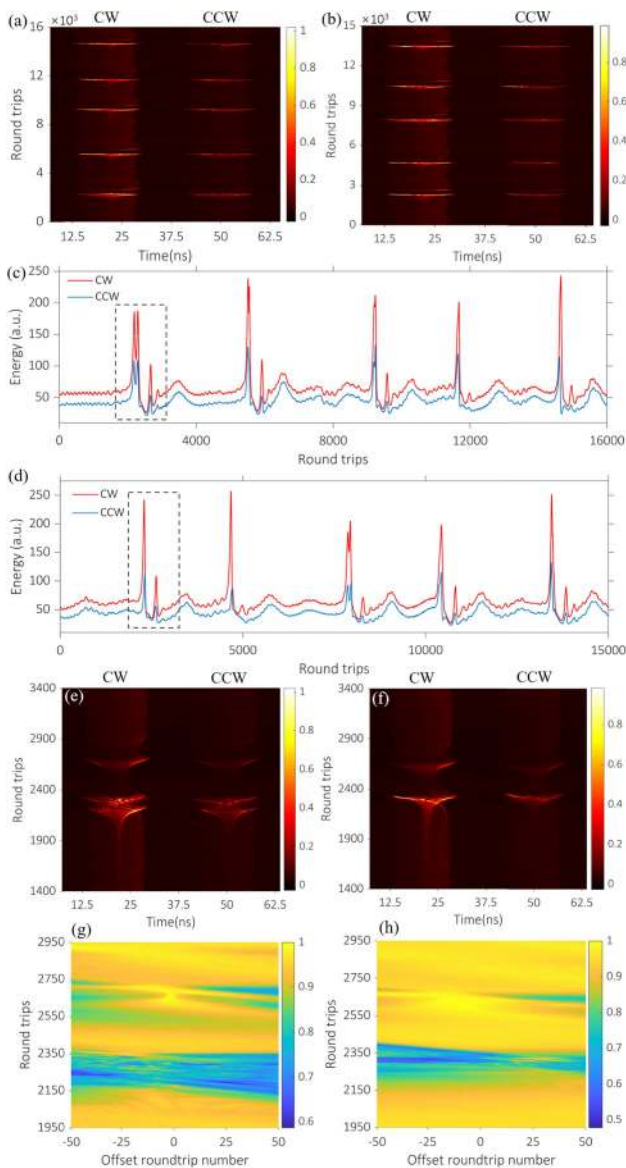 (a) ×10³ CW CCW
16
12
8
4
0
Round trips
12.5 25 37.5 50 62.5
Time(ns)
1
0.8
0.6
0.4
0.2
0
(b) ×10³ CW CCW
15
12
9
6
3
0
Round trips
12.5 25 37.5 50 62.5
Time(ns)
0.8
0.6
0.4
0.2
0
(c)
250
200
150
100
50
Energy (a.u.)
CW
CCW
0 4000 8000 12000 16000
Round trips
(d)
250
200
150
100
50
Energy (a.u.)
CW
CCW
0 5000 10000 15000
Round trips
(e) CW CCW
3400
2900
2400
1900
1400
Round trips
12.5 25 37.5 50 62.5
Time(ns)
1
0.8
0.6
0.4
0.2
0
(f) CW CCW
3400
2900
2400
1900
1400
Round trips
12.5 25 37.5 50 62.5
Time(ns)
0.8
0.6
0.4
0.2
0
(g)
2950
2750
2550
2350
2150
1950
Round trips
-50 -25 0 25 50
Offset roundtrip number
1
0.9
0.8
0.7
0.6
(h)
2950
2750
2550
2350
2150
1950
Round trips
-50 -25 0 25 50
Offset roundtrip number
1
0.9
0.8
0.7
0.6
0.5